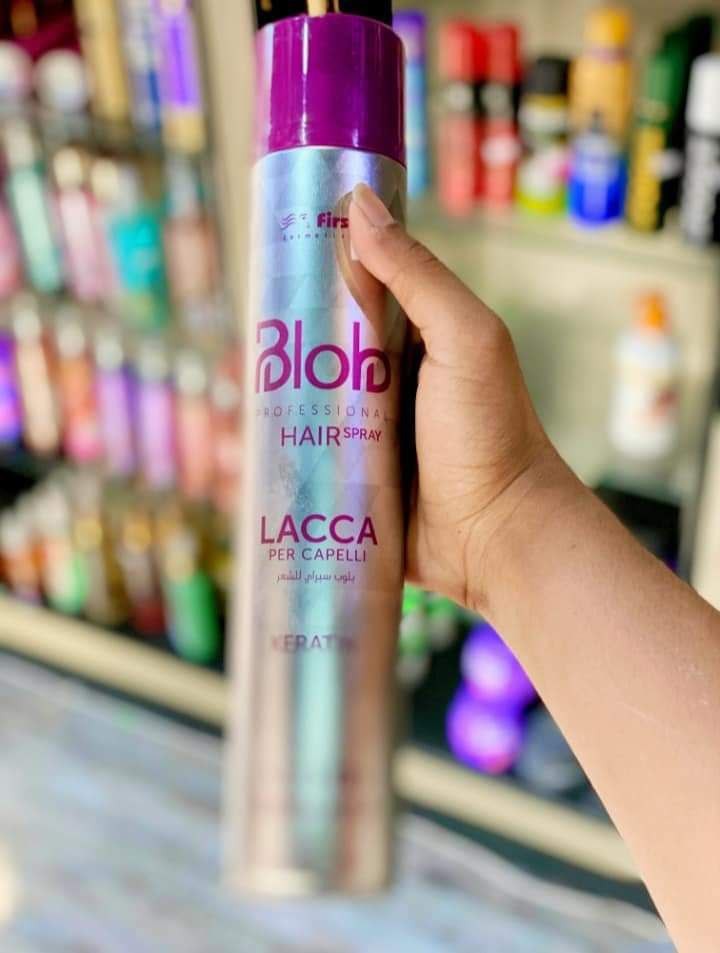 Blob
PROFESSIONAL
HAIR SPRAY
LACCA
PER CAPELLI
بلوب سبراي للشعر